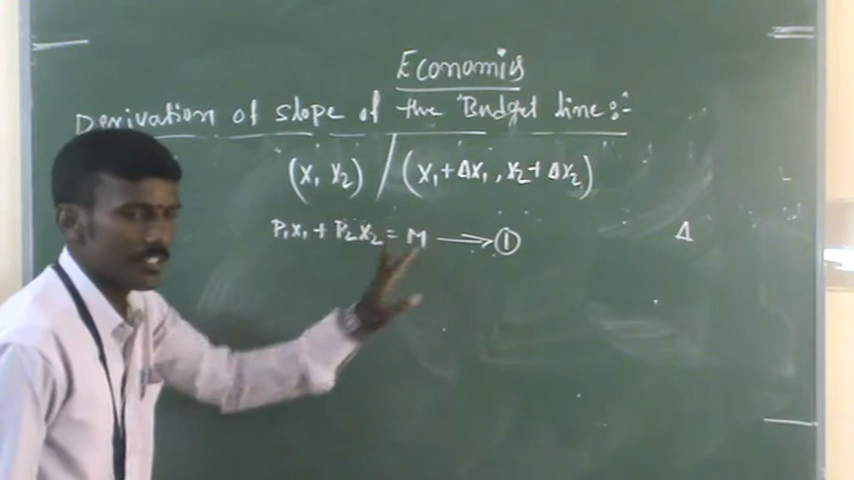 Economics
Derivation of slope of the Budget line:-
(x₁ x₂) / (x₁ + Δx₁, x₂ + Δx₂)
P₁x₁ + P₂x₂ = M → ①
Δ